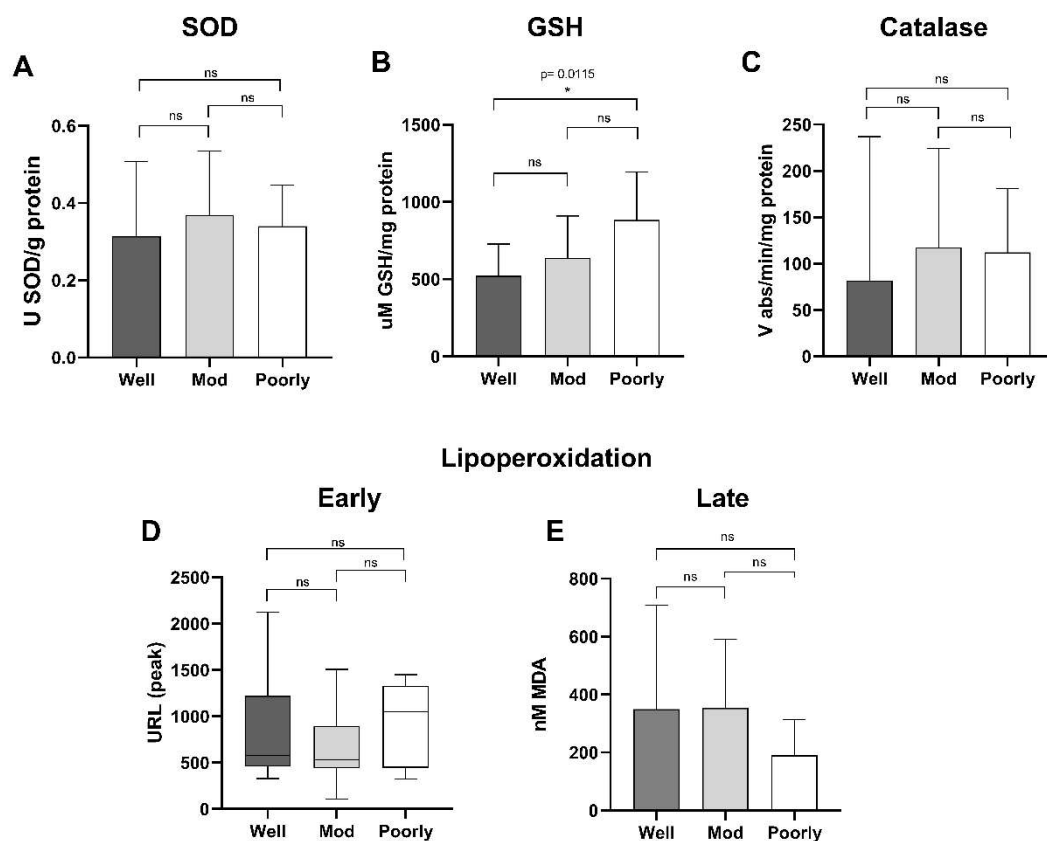 SOD
A
ns
ns
ns
U SOD/g protein
0.6
0.4
0.2
0.0
Well Mod Poorly
GSH
B
p= 0.0115
*
ns
ns
uM GSH/mg protein
1500
1000
500
0
Well Mod Poorly
Catalase
C
ns
ns
ns
V abs/min/mg protein
250
200
150
100
50
0
Well Mod Poorly
Lipoperoxidation
Early
D
ns
ns
ns
URL (peak)
2500
2000
1500
1000
500
0
Well Mod Poorly
Late
E
ns
ns
ns
nM MDA
800
600
400
200
0
Well Mod Poorly